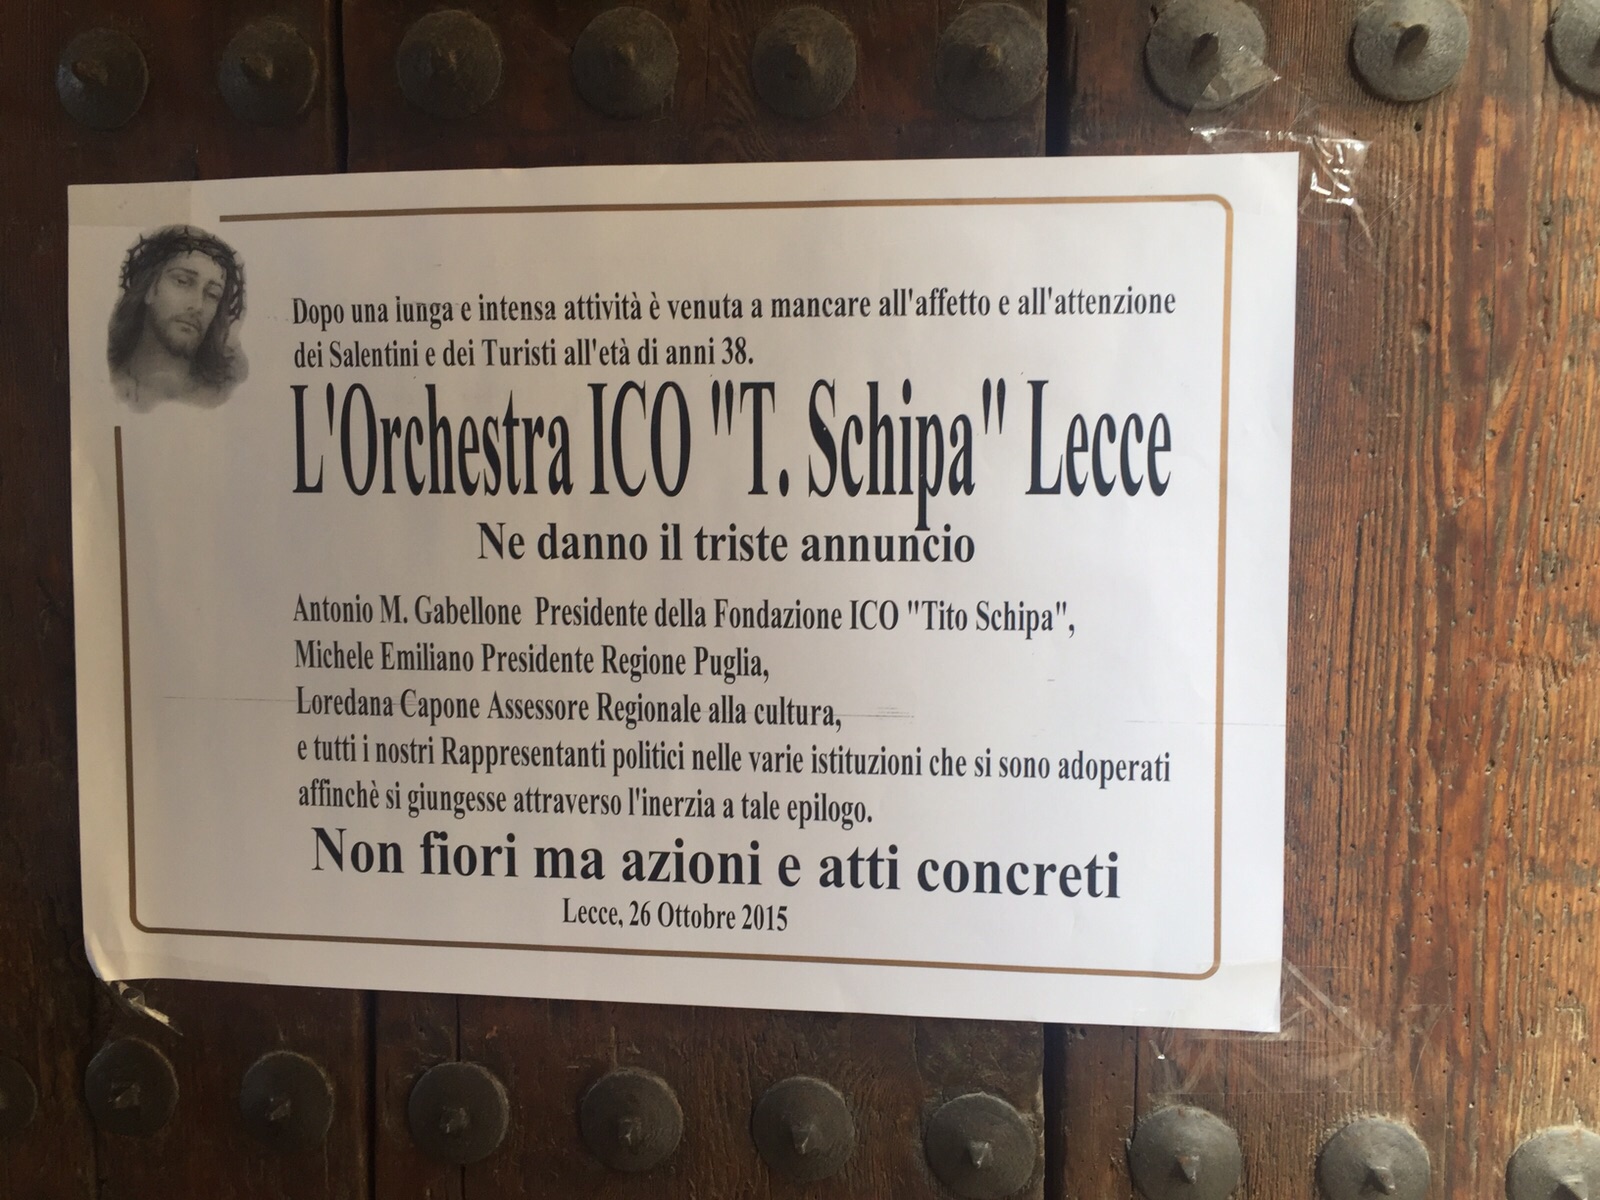 Dopo una lunga e intensa attività è venuta a mancare all'affetto e all'attenzione
dei Salentini e dei Turisti all'età di anni 38.
L'Orchestra ICO "T. Schipa" Lecce
Ne danno il triste annuncio
Antonio M. Gabellone Presidente della Fondazione ICO "Tito Schipa",
Michele Emiliano Presidente Regione Puglia,
Loredana Capone Assessore Regionale alla cultura,
e tutti i nostri Rappresentanti politici nelle varie istituzioni che si sono adoperati
affinchè si giungesse attraverso l'inerzia a tale epilogo.
Non fiori ma azioni e atti concreti
Lecce, 26 Ottobre 2015